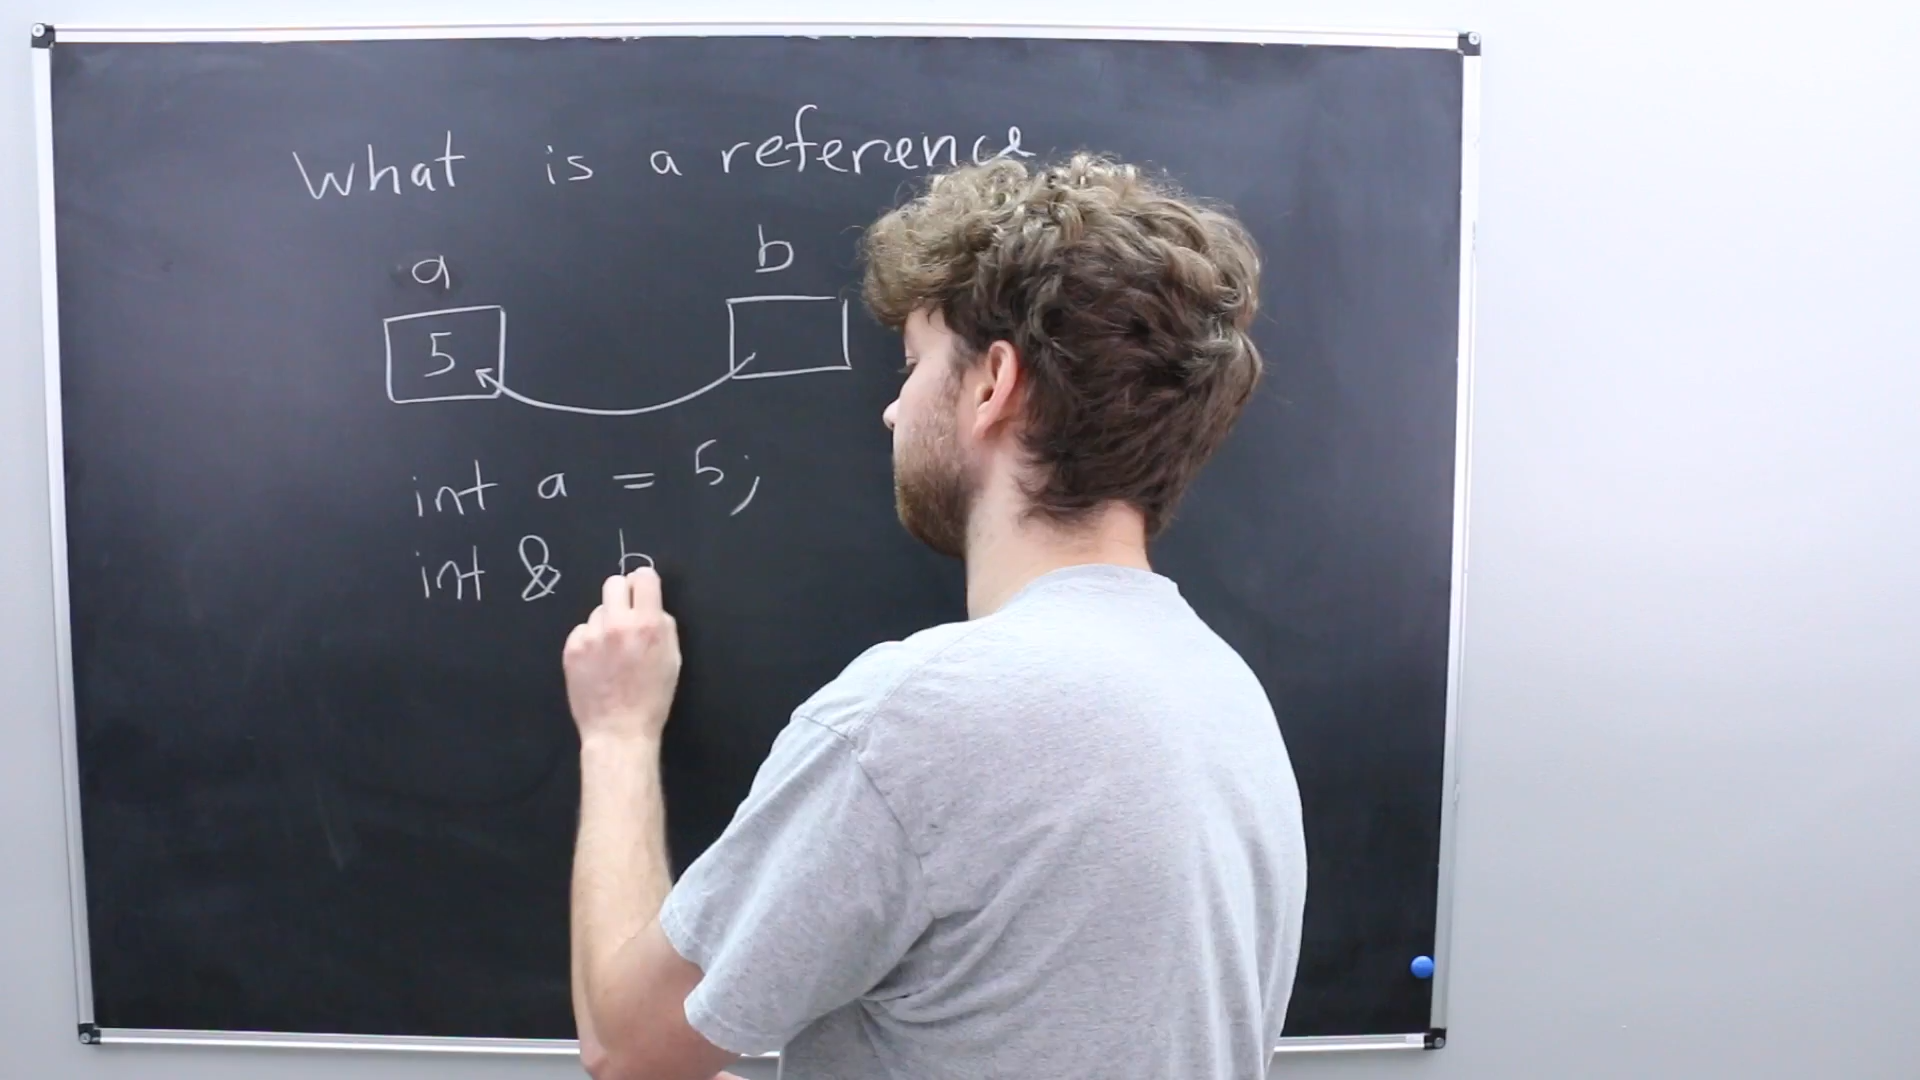 What is a reference
a b
5
int a = 5;
int & b